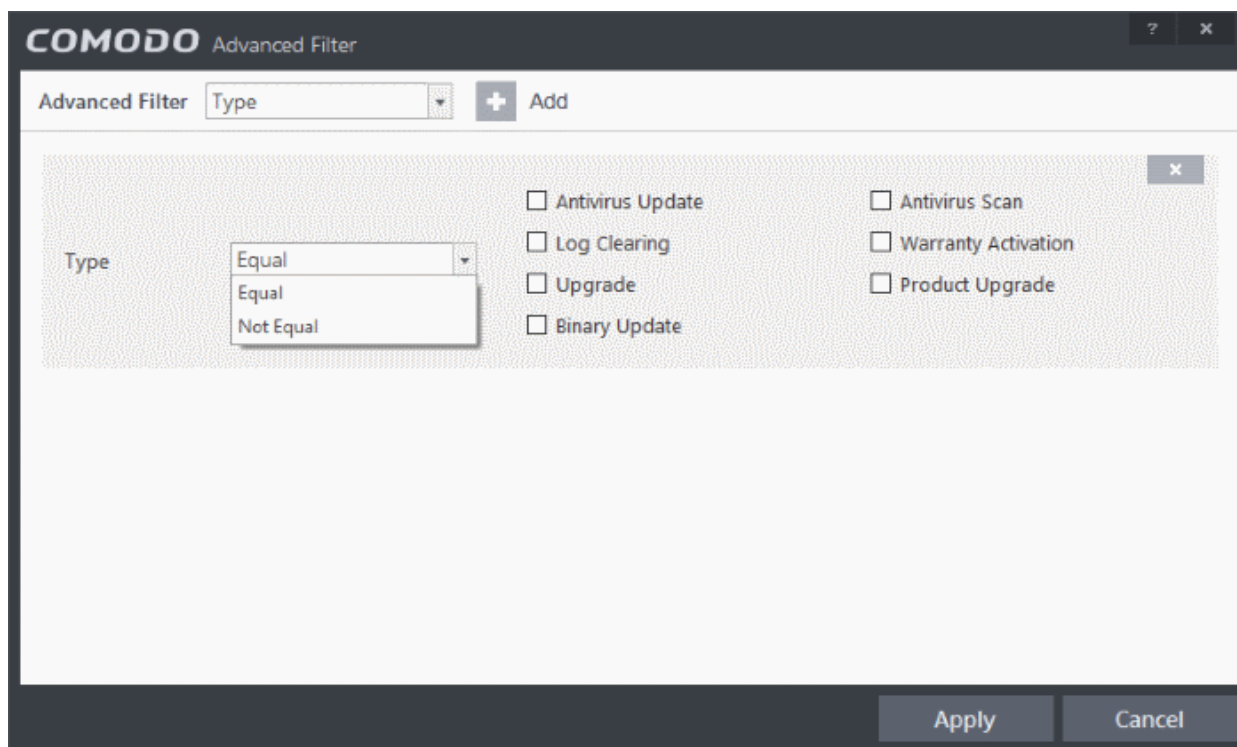 COMODO Advanced Filter ? ×
Advanced Filter Type + Add
×
Antivirus Update Antivirus Scan
Log Clearing Warranty Activation
Type Equal
Upgrade Product Upgrade
Equal
Not Equal Binary Update
Apply Cancel